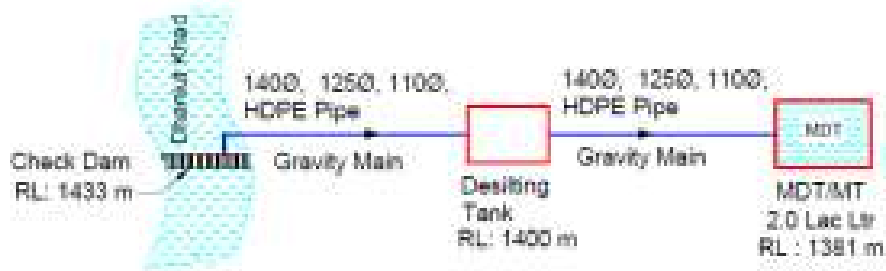 Khad
140Ø, 125Ø, 110Ø,
HDPE Pipe
Gravity Main
Check Dam
RL: 1433 m
Desilting
Tank
RL: 1400 m
140Ø, 125Ø, 110Ø,
HDPE Pipe
Gravity Main
MDT
MDT/MT
2.0 Lac Ltr
RL : 1381 m